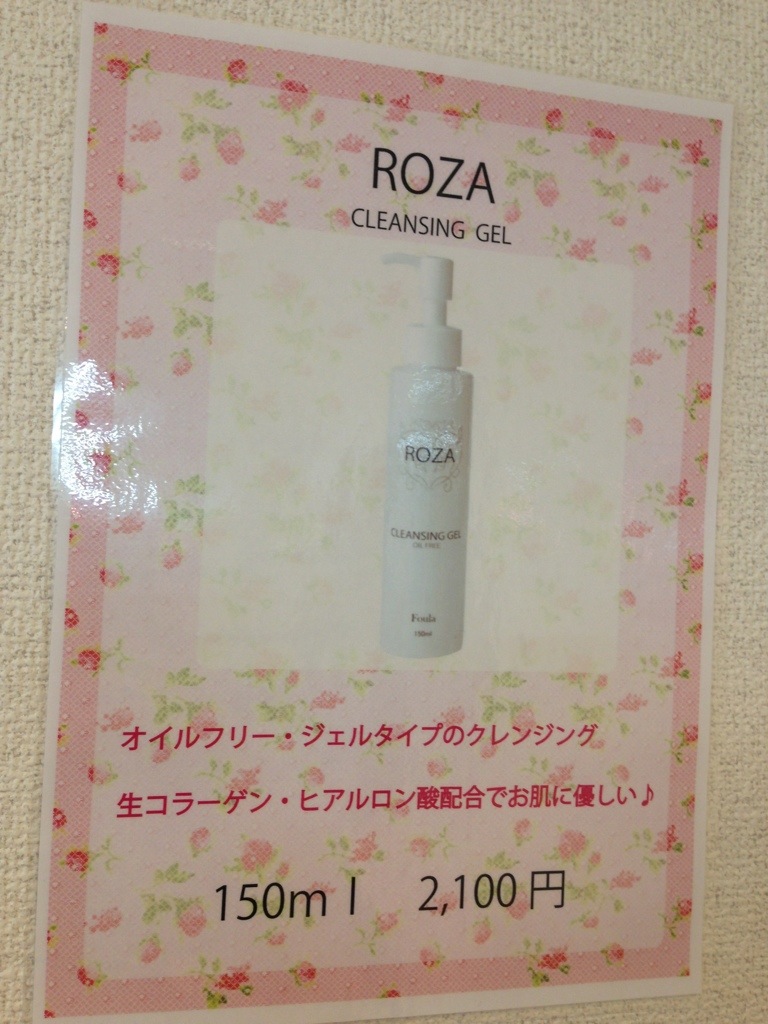 ROZA
CLEANSING GEL
ROZA
CLEANSING GEL
OIL FREE
Foula
150ml
オイルフリー・ジェルタイプのクレンジング
生コラーゲン・ヒアルロン酸配合でお肌に優しい♪
150ml 2,100円